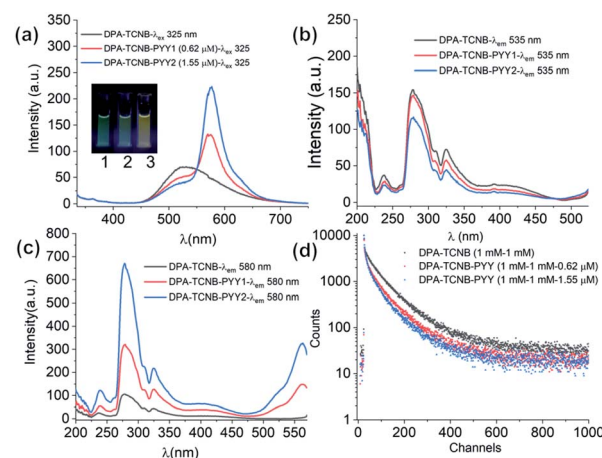 (a)
350
300
250
200
150
100
50
0
Intensity (a.u.)
DPA-TCNB-λex 325 nm
DPA-TCNB-PYY1 (0.62 μM)-λex 325
DPA-TCNB-PYY2 (1.55 μM)-λex 325
1 2 3
400 500 600 700
λ(nm)
(b)
200
150
100
50
0
Intensity (a.u.)
DPA-TCNB-λem 535 nm
DPA-TCNB-PYY1-λem 535 nm
DPA-TCNB-PYY2-λem 535 nm
200 250 300 350 400 450 500
λ (nm)
(c)
800
700
600
500
400
300
200
100
0
Intensity(a.u.)
DPA-TCNB-λem 580 nm
DPA-TCNB-PYY1-λem 580 nm
DPA-TCNB-PYY2-λem 580 nm
200 250 300 350 400 450 500 550
λ(nm)
(d)
10000
1000
100
10
1
Counts
DPA-TCNB (1 mM-1 mM)
DPA-TCNB-PYY (1 mM-1 mM-0.62 μM)
DPA-TCNB-PYY (1 mM-1 mM-1.55 μM)
0 200 400 600 800 1000
Channels